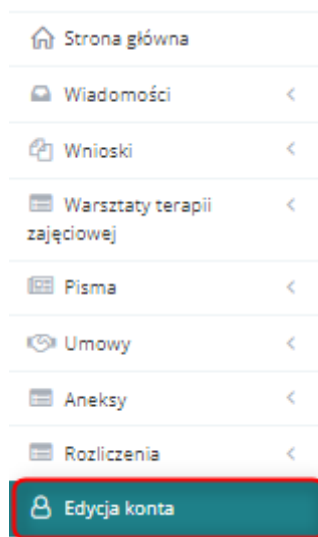 Strona główna
Wiadomości
Wnioski
Warsztaty terapii
zajęciowej
Pisma
Umowy
Aneksy
Rozliczenia
Edycja konta